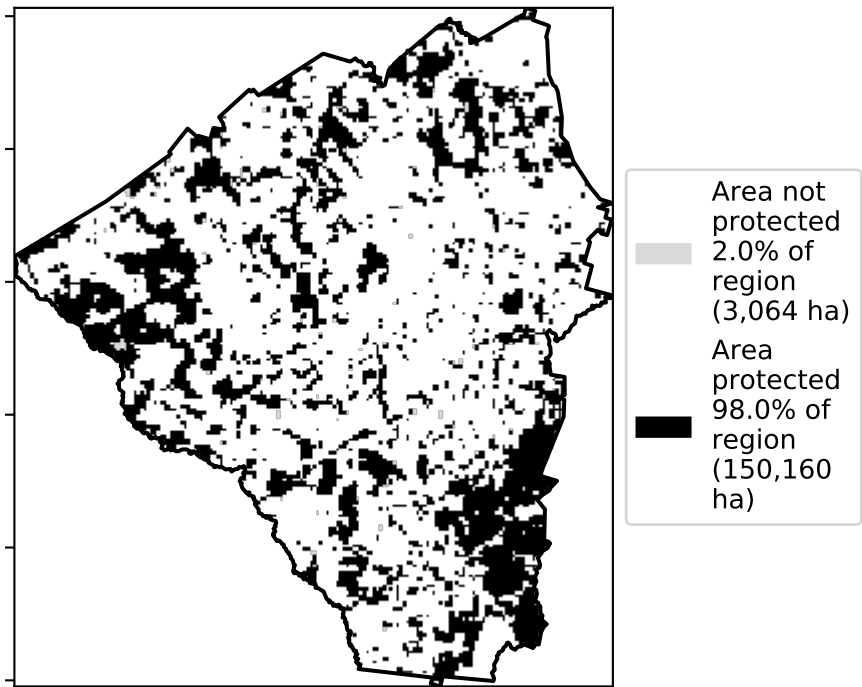 Area not
protected
2.0% of
region
(3,064 ha)
Area
protected
98.0% of
region
(150,160
ha)